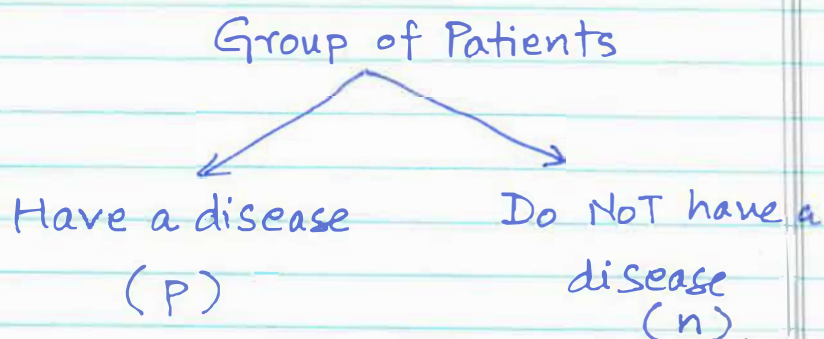 Group of Patients
Have a disease Do NOT have a
(P) disease
(n)